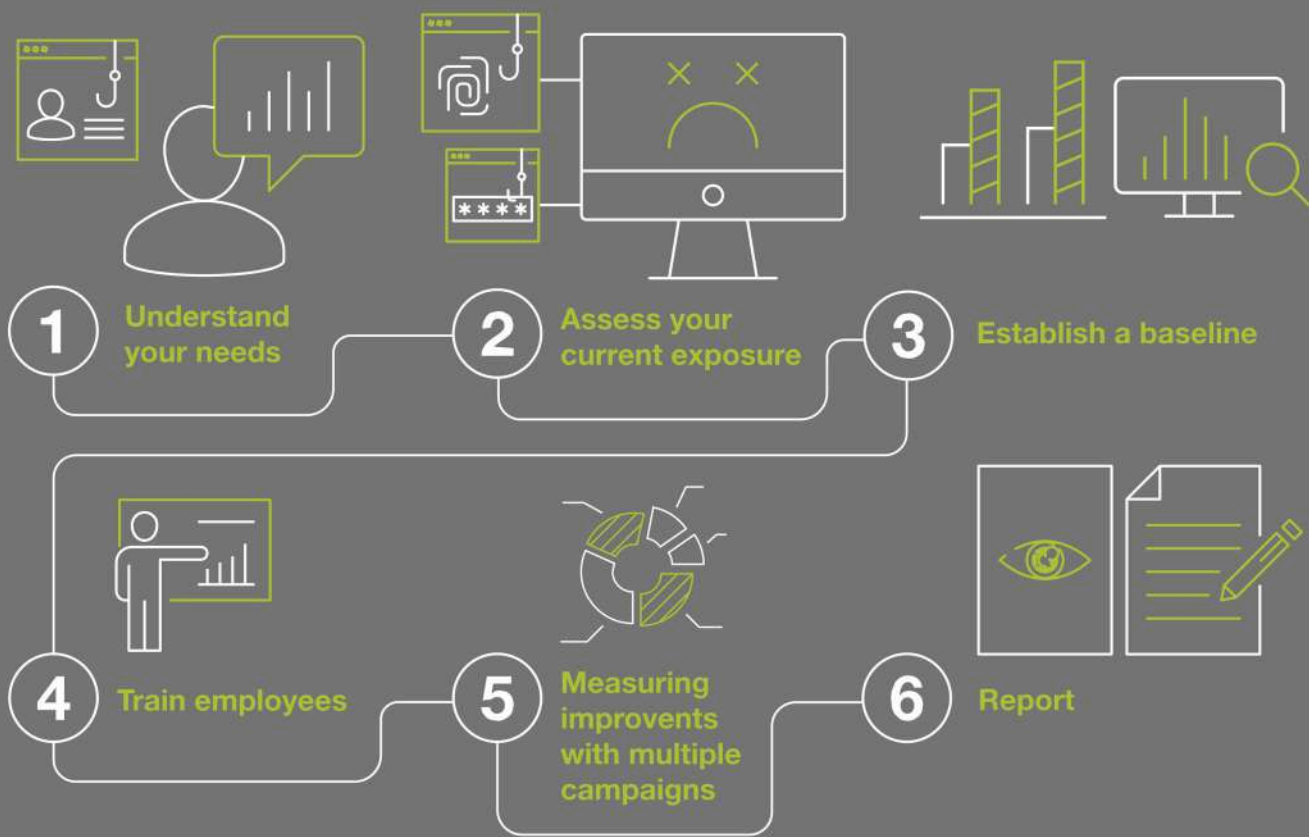 ****
1
Understand
your needs
2
Assess your
current exposure
3
Establish a baseline
4
Train employees
5
Measuring
improvents
with multiple
campaigns
6
Report